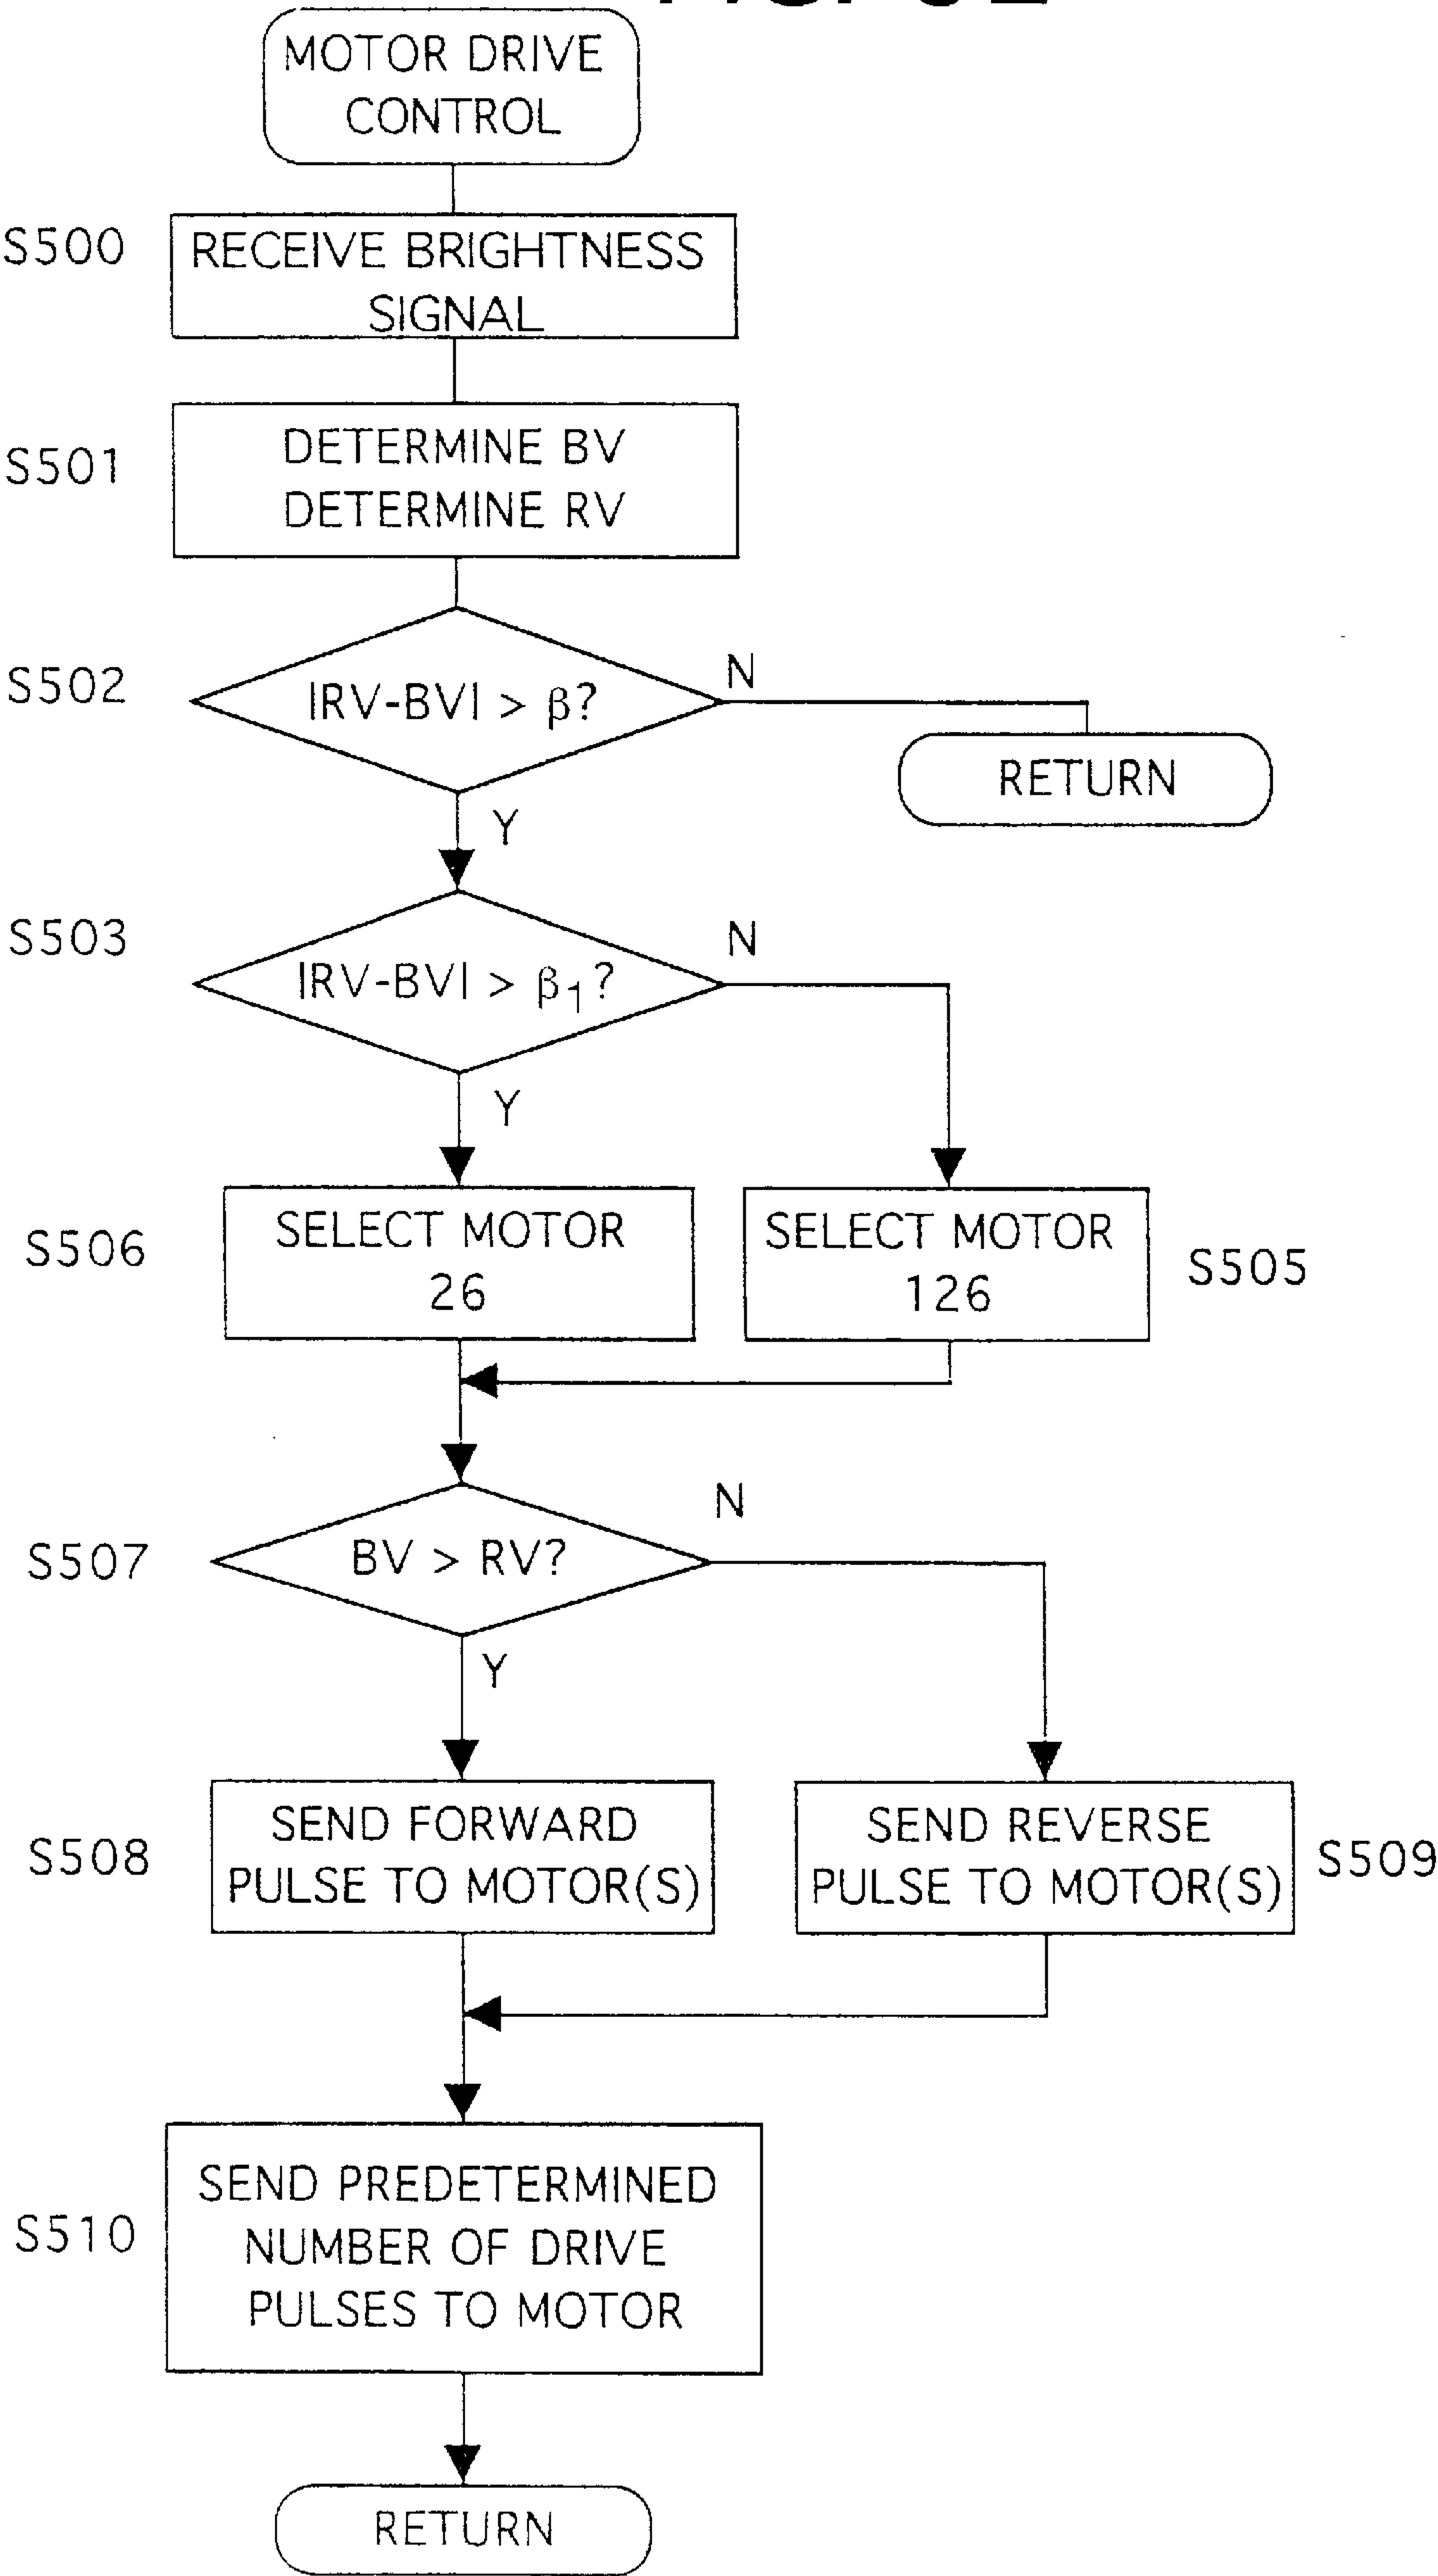 MOTOR DRIVE
CONTROL
S500
RECEIVE BRIGHTNESS
SIGNAL
S501
DETERMINE BV
DETERMINE RV
S502
|RV-BV| > β?
N
RETURN
Y
S503
|RV-BV| > β1?
N
Y
S506
SELECT MOTOR
26
SELECT MOTOR
126
S505
S507
BV > RV?
N
Y
S508
SEND FORWARD
PULSE TO MOTOR(S)
SEND REVERSE
PULSE TO MOTOR(S)
S509
S510
SEND PREDETERMINED
NUMBER OF DRIVE
PULSES TO MOTOR
RETURN